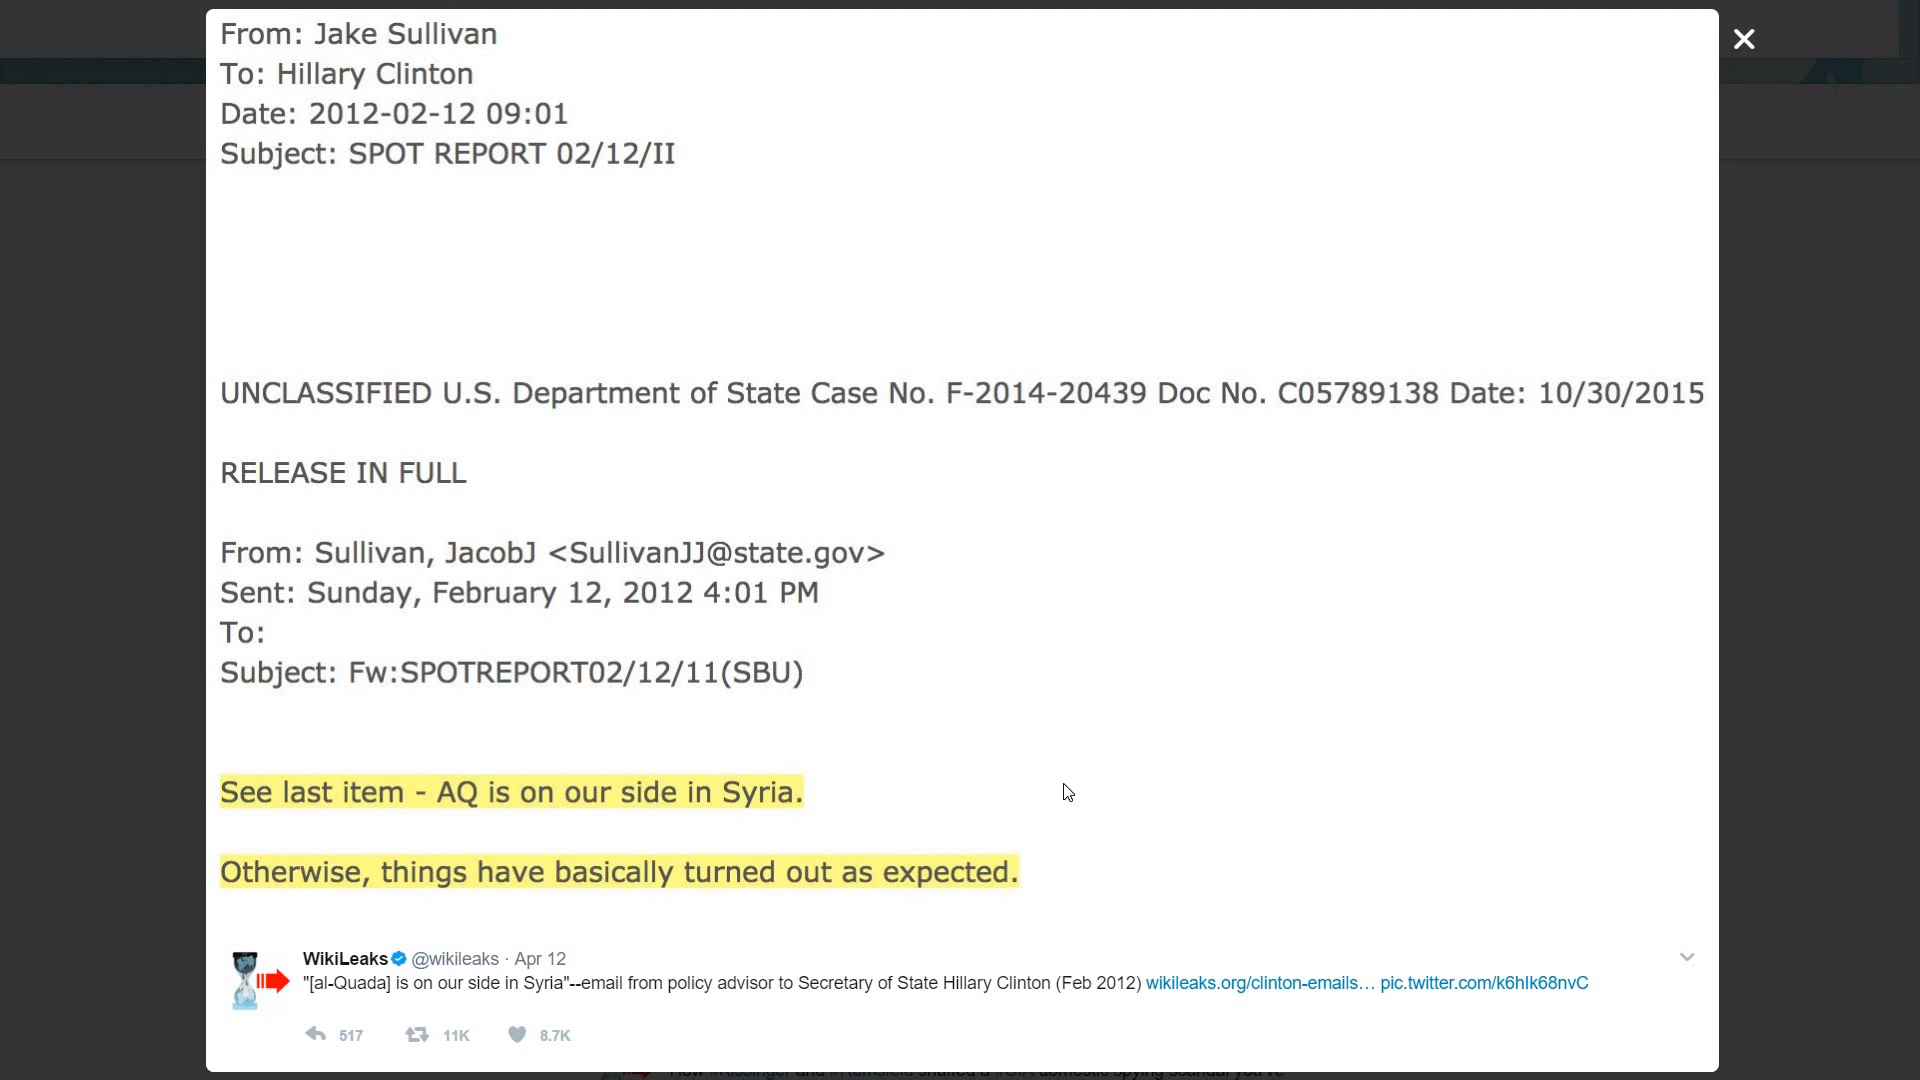 From: Jake Sullivan
To: Hillary Clinton
Date: 2012-02-12 09:01
Subject: SPOT REPORT 02/12/II
UNCLASSIFIED U.S. Department of State Case No. F-2014-20439 Doc No. C05789138 Date: 10/30/2015
RELEASE IN FULL
From: Sullivan, JacobJ <SullivanJJ@state.gov>
Sent: Sunday, February 12, 2012 4:01 PM
To:
Subject: Fw:SPOTREPORT02/12/11(SBU)
See last item - AQ is on our side in Syria.
Otherwise, things have basically turned out as expected.
WikiLeaks @wikileaks · Apr 12
"[al-Quada] is on our side in Syria"--email from policy advisor to Secretary of State Hillary Clinton (Feb 2012) wikileaks.org/clinton-emails… pic.twitter.com/k6hIk68nvC
517 11K 8.7K